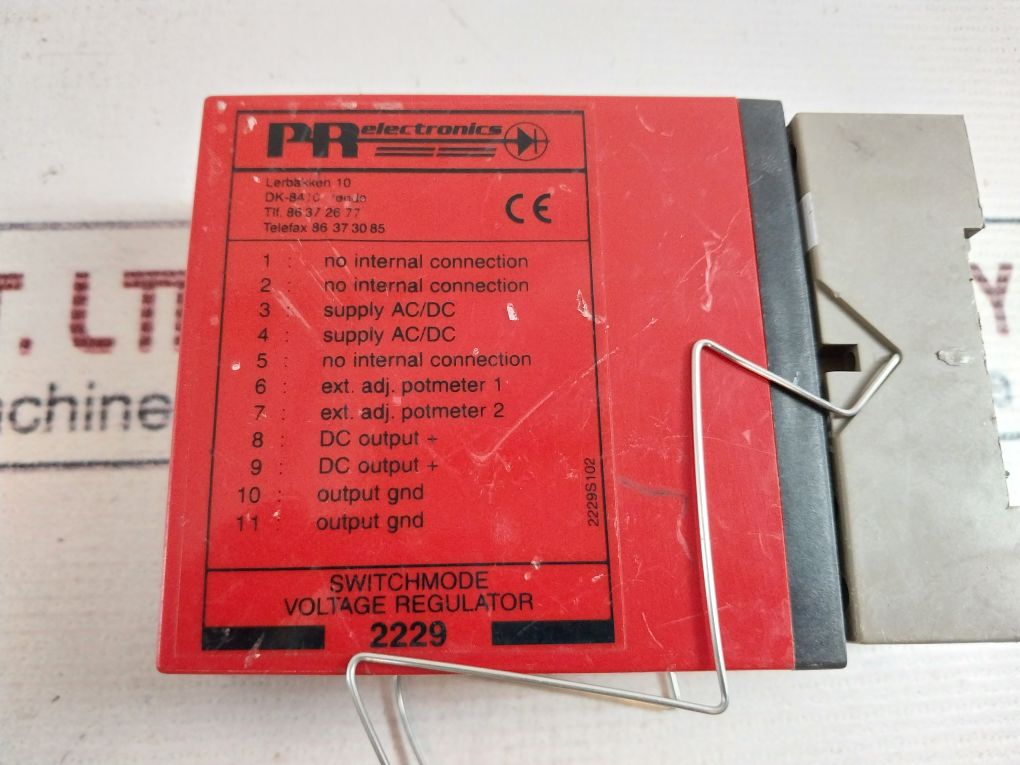 PR electronics
Lerbakken 10
DK-8410
Tlf. 86 37 26 77
Telefax 86 37 30 85
CE
1 : no internal connection
2 : no internal connection
3 : supply AC/DC
4 : supply AC/DC
5 : no internal connection
6 : ext. adj. potmeter 1
7 : ext. adj. potmeter 2
8 : DC output +
9 : DC output +
10 : output gnd
11 : output gnd
2229S102
SWITCHMODE
VOLTAGE REGULATOR
2229
T. LT
Y
achine